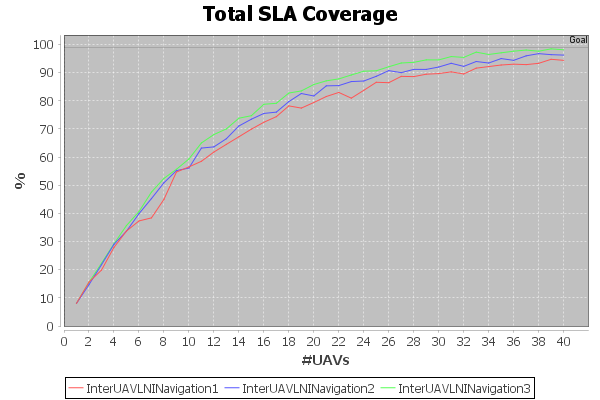 Total SLA Coverage
Goal
100
90
80
70
60
50
40
30
20
10
0
%
0 2 4 6 8 10 12 14 16 18 20 22 24 26 28 30 32 34 36 38 40
#UAVs
InterUAVLNINavigation1 InterUAVLNINavigation2 InterUAVLNINavigation3